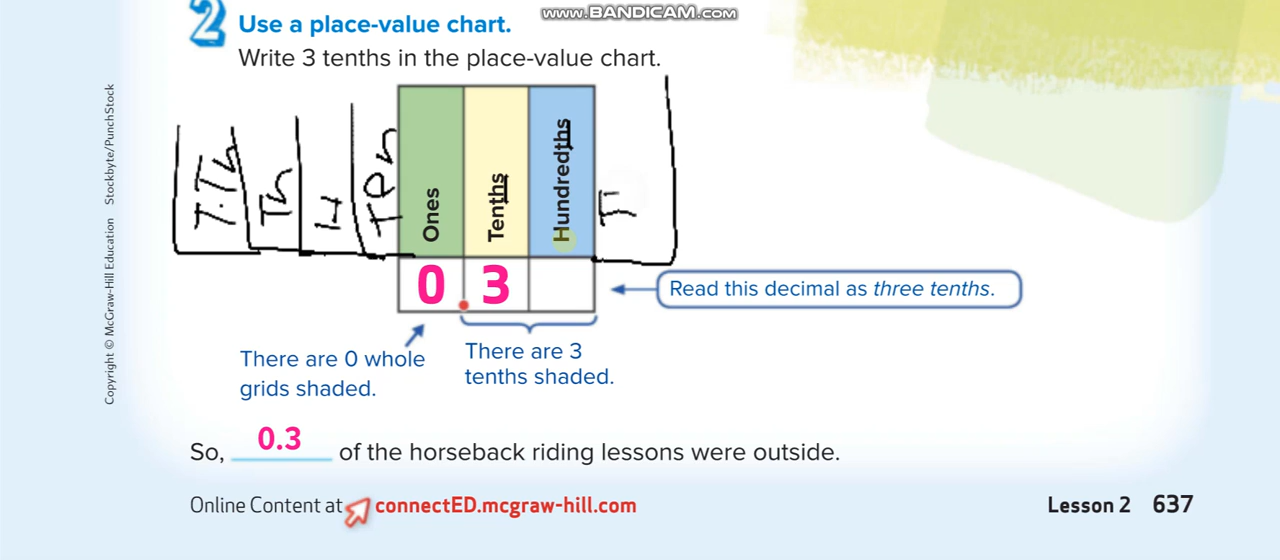 www.BANDICAM.com
2 Use a place-value chart.
Write 3 tenths in the place-value chart.
T.Th Th H Ten Ones Tenths Hundredths
0 . 3
Read this decimal as three tenths.
There are 0 whole
grids shaded.
There are 3
tenths shaded.
So, 0.3 of the horseback riding lessons were outside.
Online Content at connectED.mcgraw-hill.com
Lesson 2 637
Copyright © McGraw-Hill Education Stockbyte/PunchStock